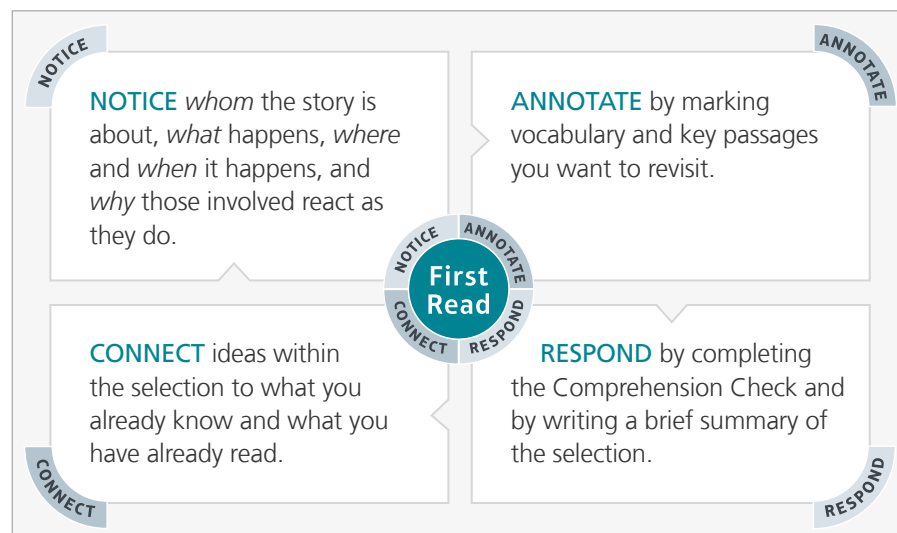 NOTICE
NOTICE whom the story is
about, what happens, where
and when it happens, and
why those involved react as
they do.
ANNOTATE
ANNOTATE by marking
vocabulary and key passages
you want to revisit.
NOTICE
ANNOTATE
First
Read
CONNECT
RESPOND
CONNECT ideas within
the selection to what you
already know and what you
have already read.
CONNECT
RESPOND by completing
the Comprehension Check and
by writing a brief summary of
the selection.
RESPOND